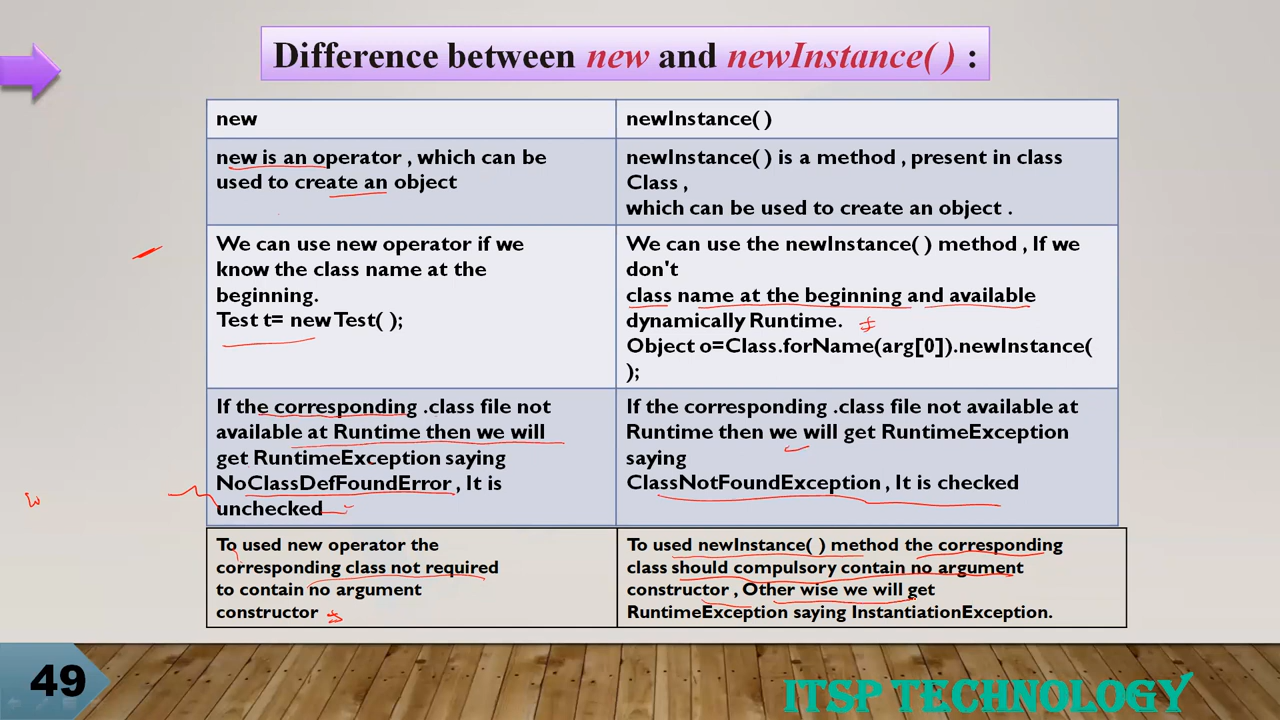 Difference between new and newInstance( ) :
new
newInstance( )
new is an operator , which can be
used to create an object
newInstance( ) is a method , present in class
Class ,
which can be used to create an object .
We can use new operator if we
know the class name at the
beginning.
Test t= new Test( );
We can use the newInstance( ) method , If we
don't
class name at the beginning and available
dynamically Runtime.
Object o=Class.forName(arg[0]).newInstance(
);
If the corresponding .class file not
available at Runtime then we will
get RuntimeException saying
NoClassDefFoundError , It is
unchecked
If the corresponding .class file not available at
Runtime then we will get RuntimeException
saying
ClassNotFoundException , It is checked
To used new operator the
corresponding class not required
to contain no argument
constructor
To used newInstance( ) method the corresponding
class should compulsory contain no argument
constructor , Other wise we will get
RuntimeException saying InstantiationException.
49
ITSP TECHNOLOGY